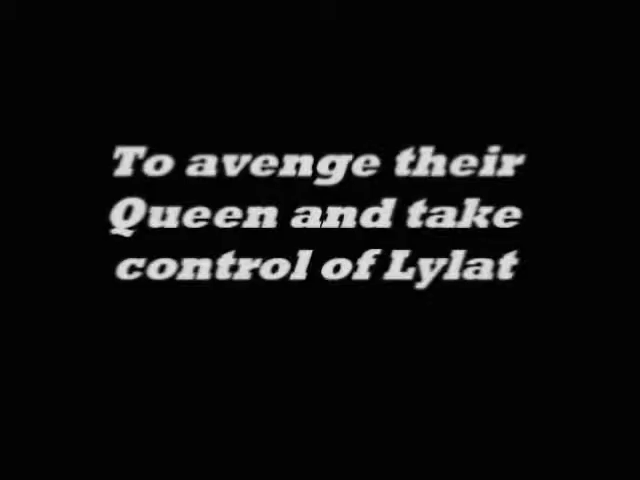 To avenge their
Queen and take
control of Lylat